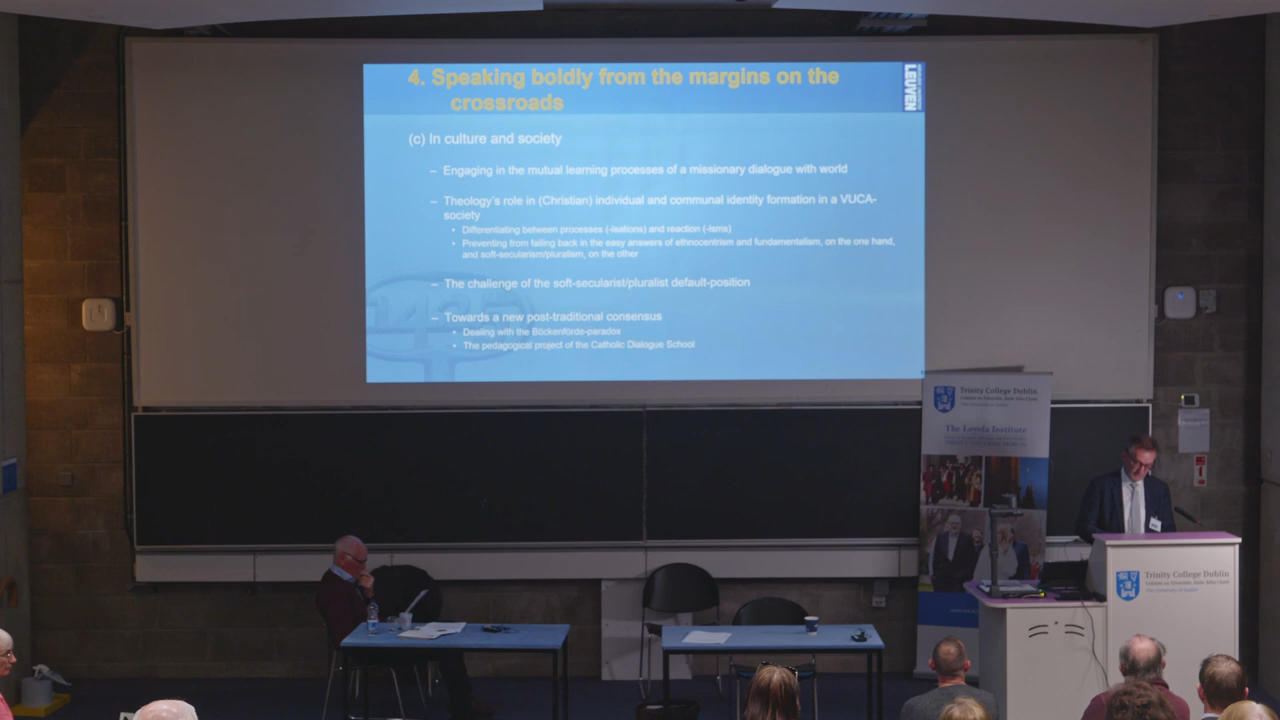 4. Speaking boldly from the margins on the
crossroads
LEUVEN
(c) In culture and society
– Engaging in the mutual learning processes of a missionary dialogue with world
– Theology's role in (Christian) individual and communal identity formation in a VUCA-
society
• Differentiating between processes (-isations) and reaction (-isms)
• Preventing from falling back in the easy answers of ethnocentrism and fundamentalism, on the one hand,
and soft-secularism/pluralism, on the other
– The challenge of the soft-secularist/pluralist default-position
– Towards a new post-traditional consensus
• Dealing with the Böckenförde-paradox
• The pedagogical project of the Catholic Dialogue School
1425
Trinity College Dublin
The Loyola Institute
Trinity College Dublin
The University of Dublin